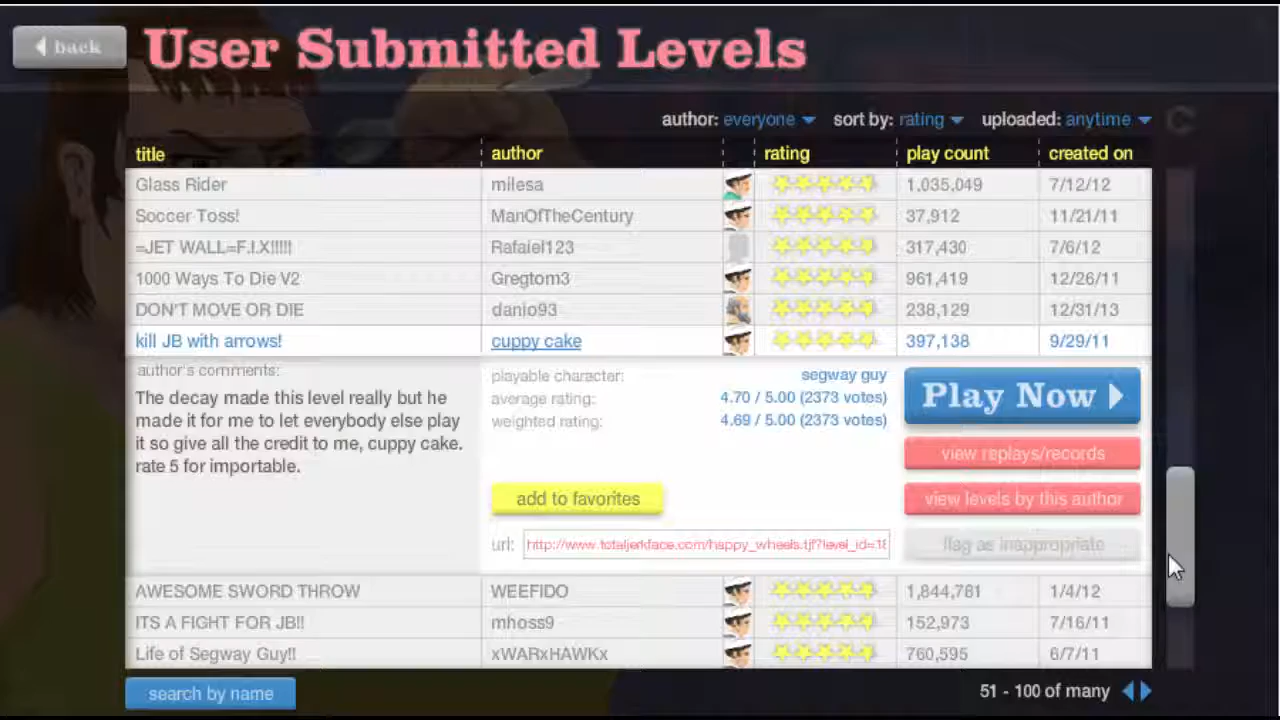 back
User Submitted Levels
author: everyone sort by: rating uploaded: anytime
title author rating play count created on
Glass Rider milesa 1,035,049 7/12/12
Soccer Toss! ManOfTheCentury 37,912 11/21/11
=JET WALL=F.I.X!!!!! Rafaiel123 317,430 7/6/12
1000 Ways To Die V2 Gregtom3 961,419 12/26/11
DON'T MOVE OR DIE danio93 238,129 12/31/13
kill JB with arrows! cuppy cake 397,138 9/29/11
author's comments:
The decay made this level really but he
made it for me to let everybody else play
it so give all the credit to me, cuppy cake.
rate 5 for importable.
playable character: segway guy
average rating: 4.70 / 5.00 (2373 votes)
weighted rating: 4.69 / 5.00 (2373 votes)
add to favorites
url: http://www.totaljerkface.com/happy_wheels.tjf?level_id=18
Play Now
view replays/records
view levels by this author
flag as inappropriate
AWESOME SWORD THROW WEEFIDO 1,844,781 1/4/12
ITS A FIGHT FOR JB!! mhoss9 152,973 7/16/11
Life of Segway Guy!! xWARxHAWKx 760,595 6/7/11
search by name
51 - 100 of many